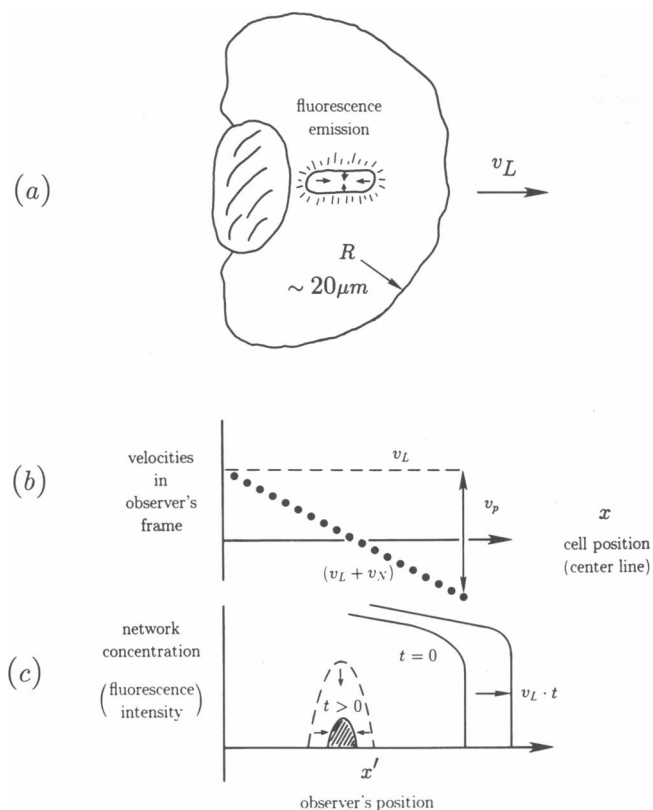 fluorescence
emission
(a)
v_L
R
~ 20μm
velocities
in
observer's
frame
(b)
v_L
v_p
(v_L + v_N)
x
cell position
(center line)
network
concentration
(fluorescence
intensity)
(c)
t = 0
t > 0
v_L · t
x′
observer's position